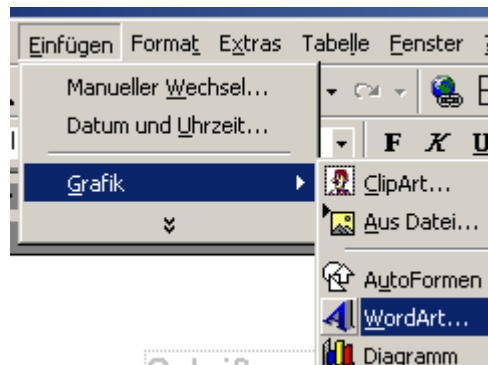 Einfügen Format Extras Tabelle Fenster
Manueller Wechsel...
Datum und Uhrzeit...
F K U
Grafik
ClipArt...
Aus Datei...
AutoFormen
WordArt...
Diagramm